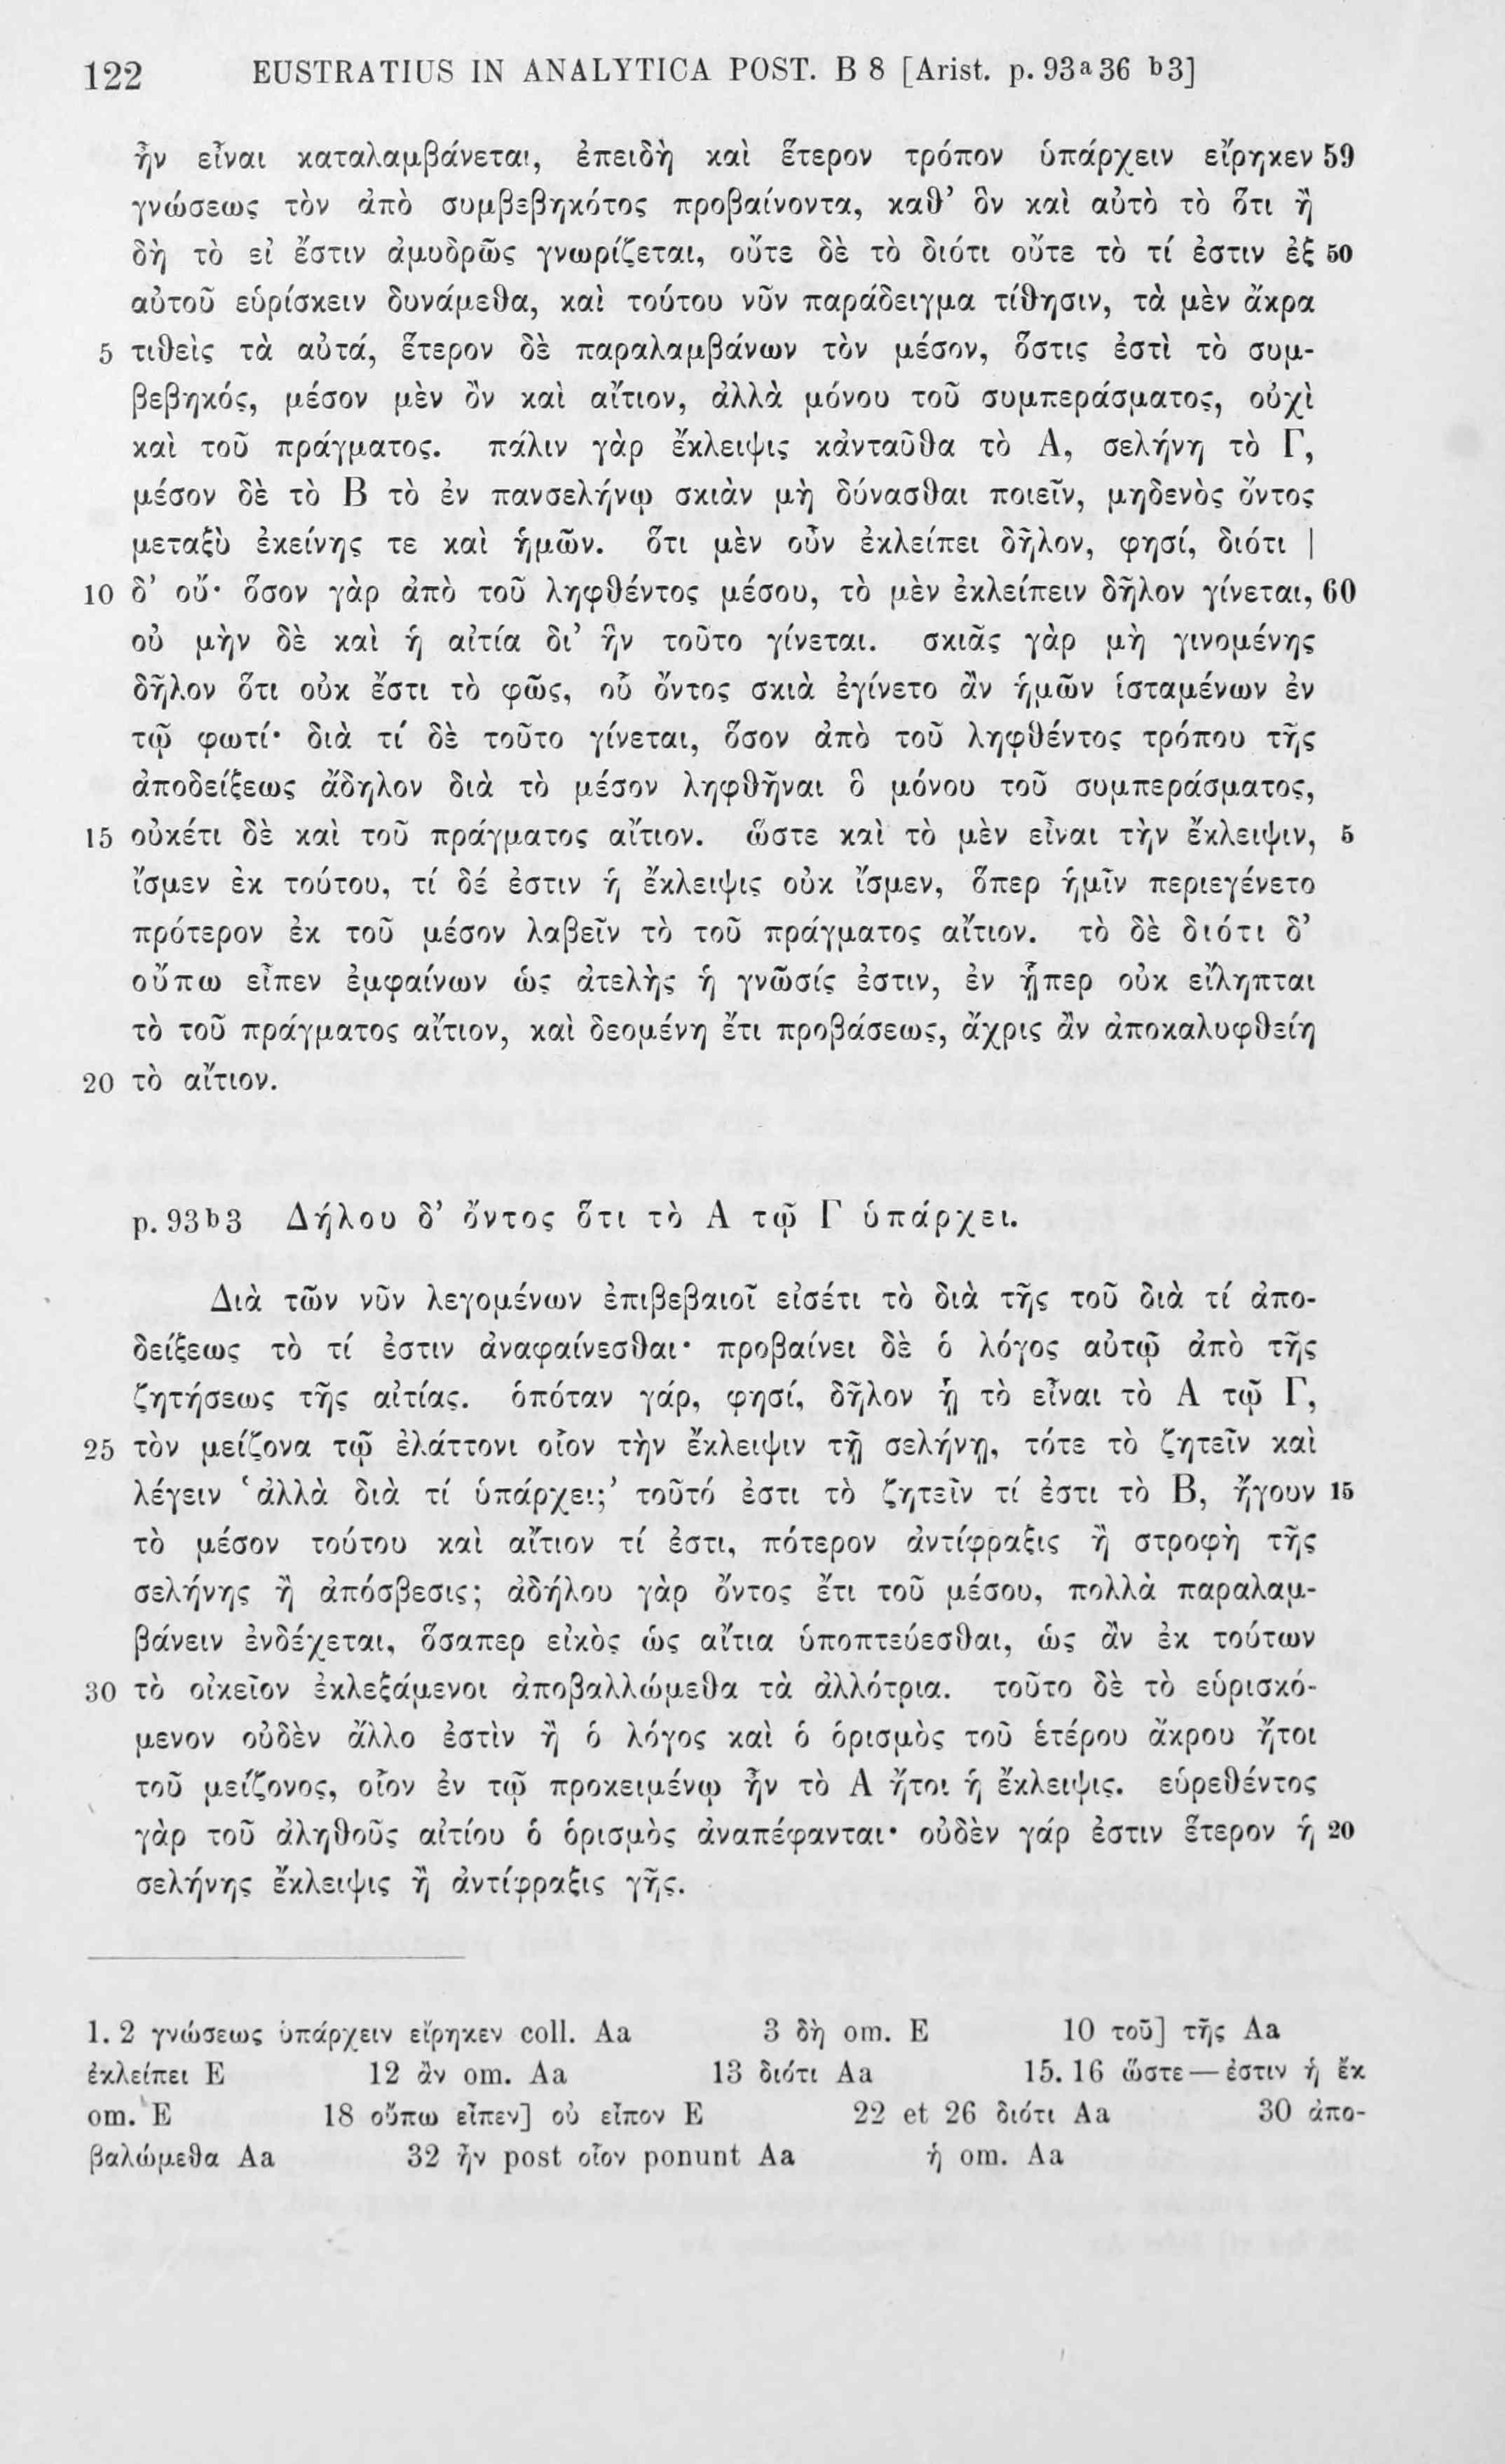 122 EUSTRATIUS IN ANALYTICA POST. B 8 [Arist. p. 93a36 b3]
ἦν εἶναι καταλαμβάνεται, ἐπειδὴ καὶ ἕτερον τρόπον ὑπάρχειν εἴρηκεν 59
γνώσεως τὸν ἀπὸ συμβεβηκότος προβαίνοντα, καθ’ ὃν καὶ αὐτὸ τὸ ὅτι ἢ
δὴ τὸ εἰ ἔστιν ἀμυδρῶς γνωρίζεται, οὔτε δὲ τὸ διότι οὔτε τὸ τί ἐστιν ἐξ 50
αὐτοῦ εὑρίσκειν δυνάμεθα, καὶ τούτου νῦν παράδειγμα τίθησιν, τὰ μὲν ἄκρα
5 τιθεὶς τὰ αὐτά, ἕτερον δὲ παραλαμβάνων τὸν μέσον, ὅστις ἐστὶ τὸ συμ-
βεβηκός, μέσον μὲν ὂν καὶ αἴτιον, ἀλλὰ μόνου τοῦ συμπεράσματος, οὐχὶ
καὶ τοῦ πράγματος. πάλιν γὰρ ἔκλειψις κἀνταῦθα τὸ Α, σελήνη τὸ Γ,
μέσον δὲ τὸ Β τὸ ἐν πανσελήνῳ σκιὰν μὴ δύνασθαι ποιεῖν, μηδενὸς ὄντος
μεταξὺ ἐκείνης τε καὶ ἡμῶν. ὅτι μὲν οὖν ἐκλείπει δῆλον, φησί, διότι |
10 δ’ οὔ· ὅσον γὰρ ἀπὸ τοῦ ληφθέντος μέσου, τὸ μὲν ἐκλείπειν δῆλον γίνεται, 60
οὐ μὴν δὲ καὶ ἡ αἰτία δι’ ἣν τοῦτο γίνεται. σκιᾶς γὰρ μὴ γινομένης
δῆλον ὅτι οὐκ ἔστι τὸ φῶς, οὗ ὄντος σκιὰ ἐγίνετο ἂν ἡμῶν ἱσταμένων ἐν
τῷ φωτί· διὰ τί δὲ τοῦτο γίνεται, ὅσον ἀπὸ τοῦ ληφθέντος τρόπου τῆς
ἀποδείξεως ἄδηλον διὰ τὸ μέσον ληφθῆναι ὃ μόνου τοῦ συμπεράσματος,
15 οὐκέτι δὲ καὶ τοῦ πράγματος αἴτιον. ὥστε καὶ τὸ μὲν εἶναι τὴν ἔκλειψιν, 5
ἴσμεν ἐκ τούτου, τί δέ ἐστιν ἡ ἔκλειψις οὐκ ἴσμεν, ὅπερ ἡμῖν περιεγένετο
πρότερον ἐκ τοῦ μέσον λαβεῖν τὸ τοῦ πράγματος αἴτιον. τὸ δὲ διότι δ’
οὔπω εἶπεν ἐμφαίνων ὡς ἀτελὴς ἡ γνῶσίς ἐστιν, ἐν ᾗπερ οὐκ εἴληπται
τὸ τοῦ πράγματος αἴτιον, καὶ δεομένη ἔτι προβάσεως, ἄχρις ἂν ἀποκαλυφθείη
20 τὸ αἴτιον.
p. 93b3 Δήλου δ’ ὄντος ὅτι τὸ Α τῷ Γ ὑπάρχει.
Διὰ τῶν νῦν λεγομένων ἐπιβεβαιοῖ εἰσέτι τὸ διὰ τῆς τοῦ διὰ τί ἀπο-
δείξεως τὸ τί ἐστιν ἀναφαίνεσθαι· προβαίνει δὲ ὁ λόγος αὐτῷ ἀπὸ τῆς
ζητήσεως τῆς αἰτίας. ὁπόταν γάρ, φησί, δῆλον ᾖ τὸ εἶναι τὸ Α τῷ Γ,
25 τὸν μείζονα τῷ ἐλάττονι οἷον τὴν ἔκλειψιν τῇ σελήνῃ, τότε τὸ ζητεῖν καὶ
λέγειν ‘ἀλλὰ διὰ τί ὑπάρχει;’ τοῦτό ἐστι τὸ ζητεῖν τί ἐστι τὸ Β, ἤγουν 15
τὸ μέσον τούτου καὶ αἴτιον τί ἐστι, πότερον ἀντίφραξις ἢ στροφὴ τῆς
σελήνης ἢ ἀπόσβεσις; ἀδήλου γὰρ ὄντος ἔτι τοῦ μέσου, πολλὰ παραλαμ-
βάνειν ἐνδέχεται, ὅσαπερ εἰκὸς ὡς αἴτια ὑποπτεύεσθαι, ὡς ἂν ἐκ τούτων
30 τὸ οἰκεῖον ἐκλεξάμενοι ἀποβαλλώμεθα τὰ ἀλλότρια. τοῦτο δὲ τὸ εὑρισκό-
μενον οὐδὲν ἄλλο ἐστὶν ἢ ὁ λόγος καὶ ὁ ὁρισμὸς τοῦ ἑτέρου ἄκρου ἤτοι
τοῦ μείζονος, οἷον ἐν τῷ προκειμένῳ ἦν τὸ Α ἤτοι ἡ ἔκλειψις. εὑρεθέντος
γὰρ τοῦ ἀληθοῦς αἰτίου ὁ ὁρισμὸς ἀναπέφανται· οὐδὲν γάρ ἐστιν ἕτερον ἡ 20
σελήνης ἔκλειψις ἢ ἀντίφραξις γῆς.
1. 2 γνώσεως ὑπάρχειν εἴρηκεν coll. Aa 3 δὴ om. E 10 τοῦ] τῆς Aa
ἐκλείπει E 12 ἂν om. Aa 13 διότι Aa 15. 16 ὥστε—ἐστιν ἡ ἔκ
om. E 18 οὔπω εἶπεν] οὐ εἶπον E 22 et 26 διότι Aa 30 ἀπο-
βαλώμεθα Aa 32 ἦν post οἷον ponunt Aa ἡ om. Aa